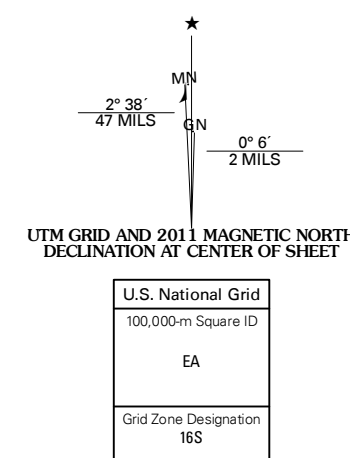 ★
MN
2° 38´
47 MILS
GN
0° 6´
2 MILS
UTM GRID AND 2011 MAGNETIC NORTH
DECLINATION AT CENTER OF SHEET
U.S. National Grid
100,000-m Square ID
EA
Grid Zone Designation
16S